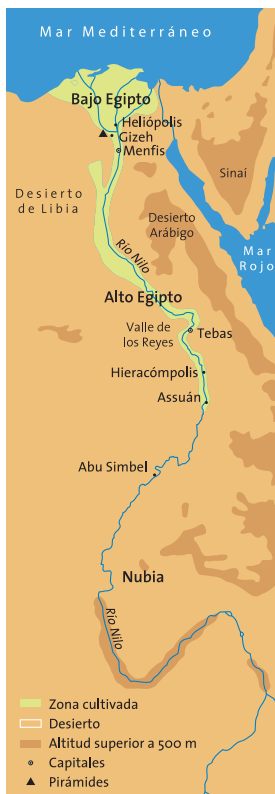 Mar Mediterráneo
Bajo Egipto
Heliópolis
Gizeh
Menfis
Sinaí
Desierto
de Libia
Desierto
Arábigo
Río Nilo
Mar
Rojo
Alto Egipto
Valle de
los Reyes
Tebas
Hieracómpolis
Assuán
Abu Simbel
Nubia
Río Nilo
Zona cultivada
Desierto
Altitud superior a 500 m
Capitales
Pirámides